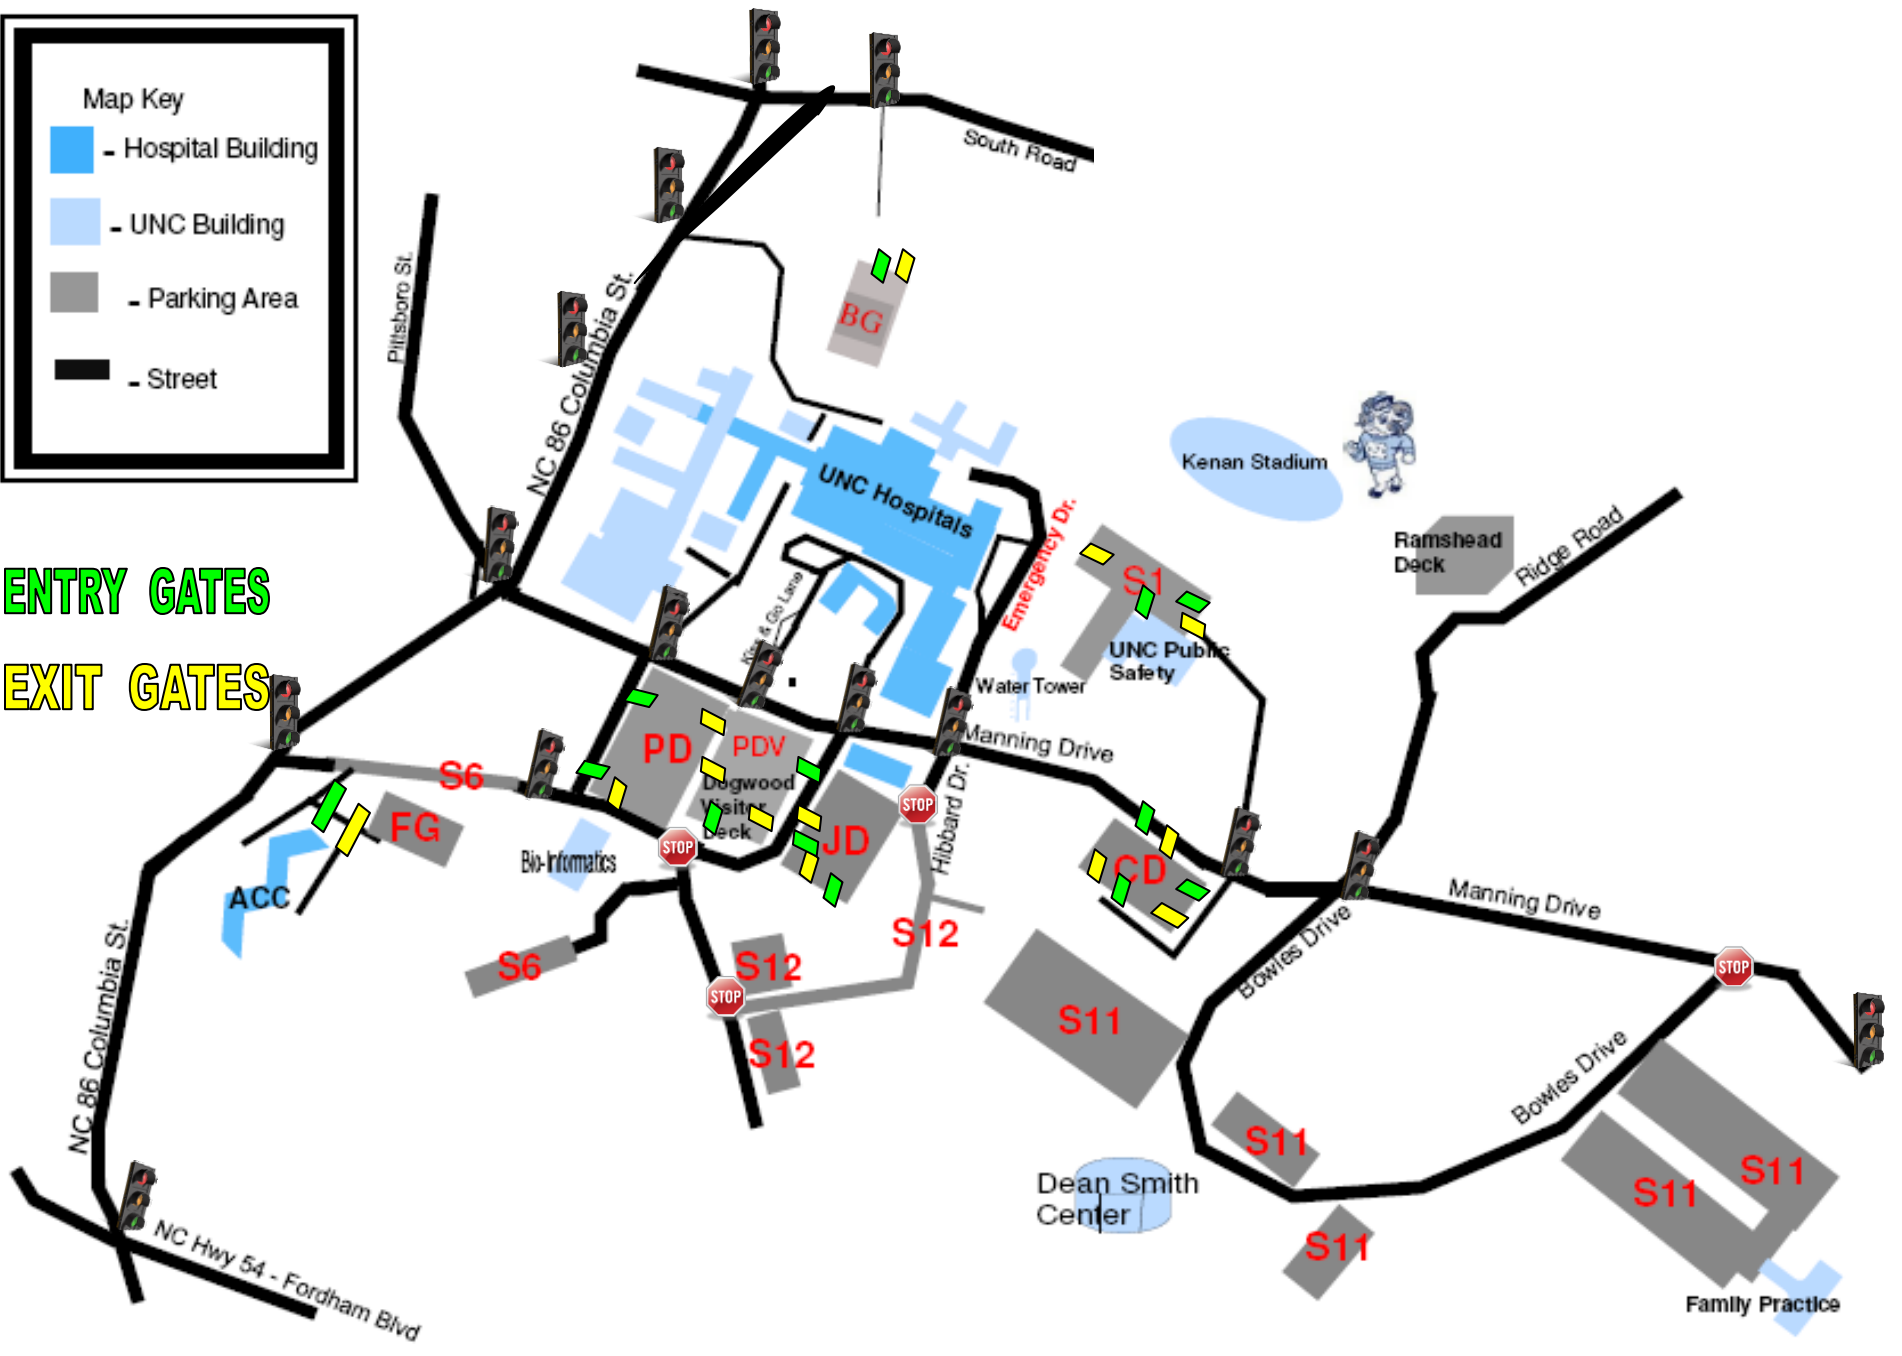 Map Key
- Hospital Building
- UNC Building
- Parking Area
- Street
ENTRY GATES
EXIT GATES
South Road
Pittsboro St.
NC 86 Columbia St.
BG
UNC Hospitals
Kenan Stadium
Ramshead
Deck
Ridge Road
Emergency Dr.
S1
UNC Public
Safety
Water Tower
Kiss & Go Lane
Manning Drive
PD
PDV
Dogwood
Visitor
Deck
S6
FG
JD
STOP
STOP
Hibbard Dr.
CD
Bio-Informatics
ACC
Manning Drive
Bowles Drive
S12
S6
S12
STOP
STOP
S12
S11
NC 86 Columbia St.
Bowles Drive
S11
S11
S11
Dean Smith
Center
S11
NC Hwy 54 - Fordham Blvd
Family Practice